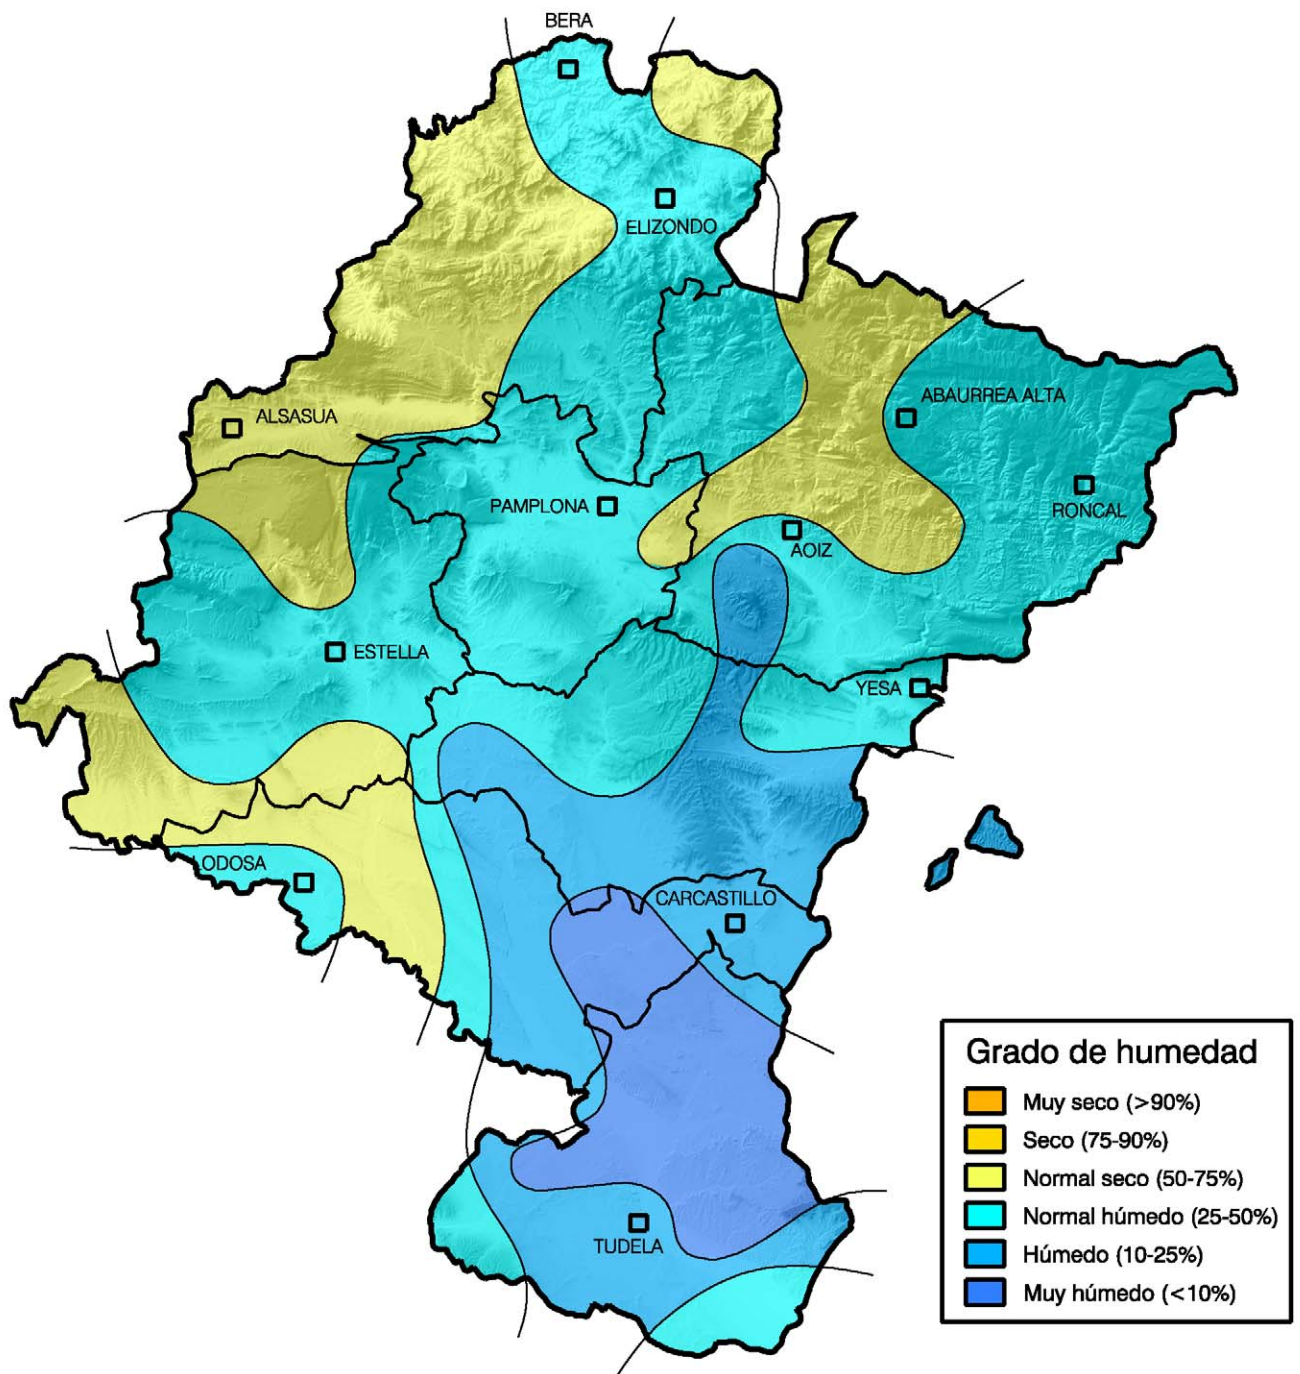 BERA
ELIZONDO
ABAURREA ALTA
ALSASUA
PAMPLONA
RONCAL
AOIZ
ESTELLA
YESA
LODOSA
CARCASTILLO
TUDELA
Grado de humedad
Muy seco (>90%)
Seco (75-90%)
Normal seco (50-75%)
Normal húmedo (25-50%)
Húmedo (10-25%)
Muy húmedo (<10%)